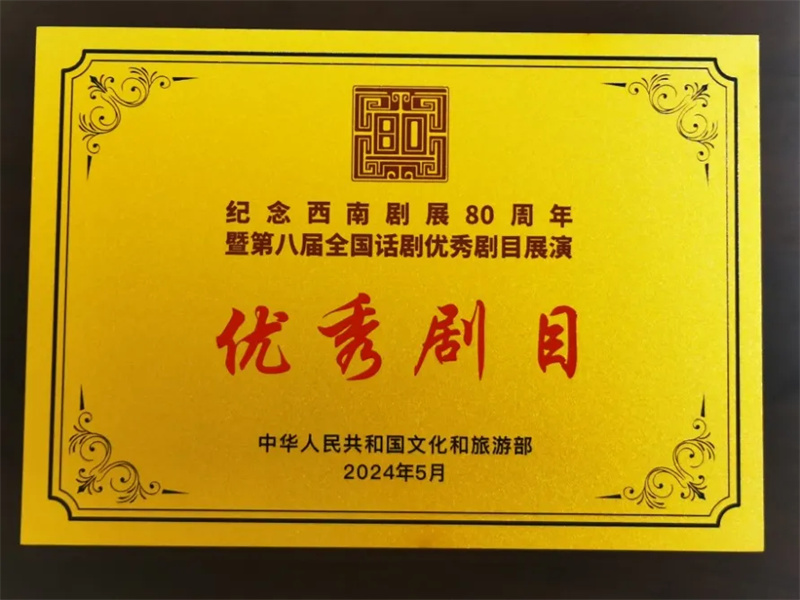 80
纪念西南剧展80周年
暨第八届全国话剧优秀剧目展演
优秀剧目
中华人民共和国文化和旅游部
2024年5月